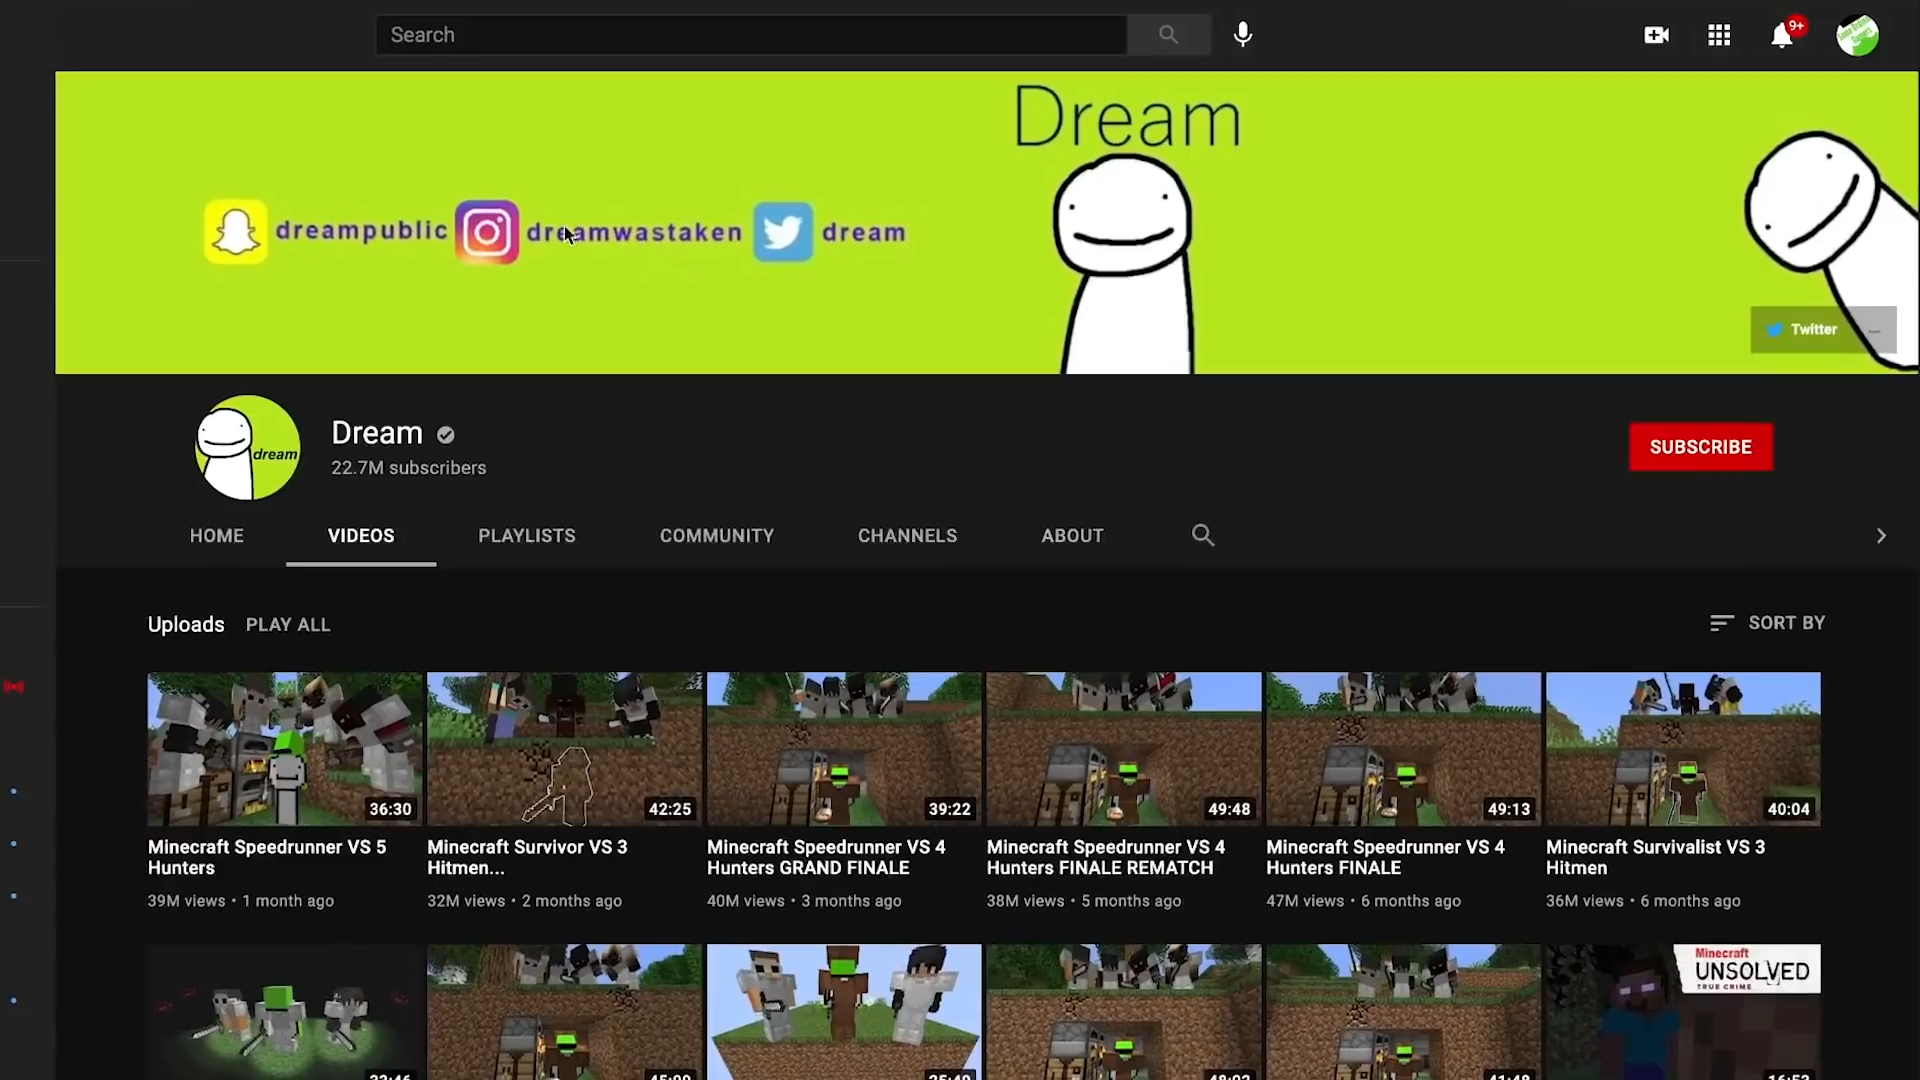 Search
9+
Dream
dreampublic dreamwastaken dream
Twitter
dream
Dream
22.7M subscribers
SUBSCRIBE
HOME VIDEOS PLAYLISTS COMMUNITY CHANNELS ABOUT
Uploads PLAY ALL SORT BY
36:30 42:25 39:22 49:48 49:13 40:04
Minecraft Speedrunner VS 5
Hunters
39M views • 1 month ago
Minecraft Survivor VS 3
Hitmen...
32M views • 2 months ago
Minecraft Speedrunner VS 4
Hunters GRAND FINALE
40M views • 3 months ago
Minecraft Speedrunner VS 4
Hunters FINALE REMATCH
38M views • 5 months ago
Minecraft Speedrunner VS 4
Hunters FINALE
47M views • 6 months ago
Minecraft Survivalist VS 3
Hitmen
36M views • 6 months ago
Minecraft
UNSOLVED
TRUE CRIME